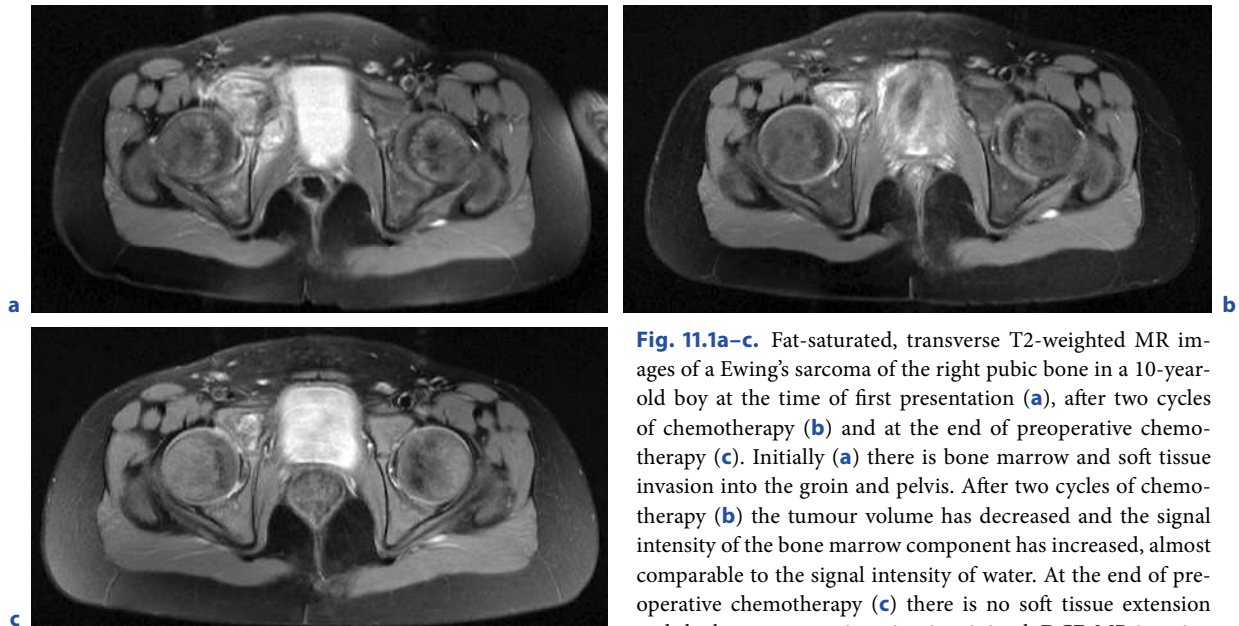 a
b
c
Fig. 11.1a–c. Fat-saturated, transverse T2-weighted MR im-
ages of a Ewing's sarcoma of the right pubic bone in a 10-year-
old boy at the time of first presentation (a), after two cycles
of chemotherapy (b) and at the end of preoperative chemo-
therapy (c). Initially (a) there is bone marrow and soft tissue
invasion into the groin and pelvis. After two cycles of chemo-
therapy (b) the tumour volume has decreased and the signal
intensity of the bone marrow component has increased, almost
comparable to the signal intensity of water. At the end of pre-
operative chemotherapy (c) there is no soft tissue extension